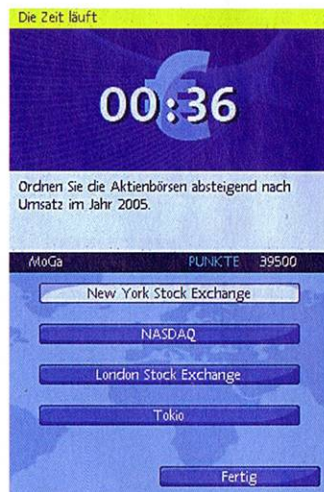 Die Zeit läuft
00:36
Ordnen Sie die Aktienbörsen absteigend nach
Umsatz im Jahr 2005.
MoGa PUNKTE 39500
New York Stock Exchange
NASDAQ
London Stock Exchange
Tokio
Fertig